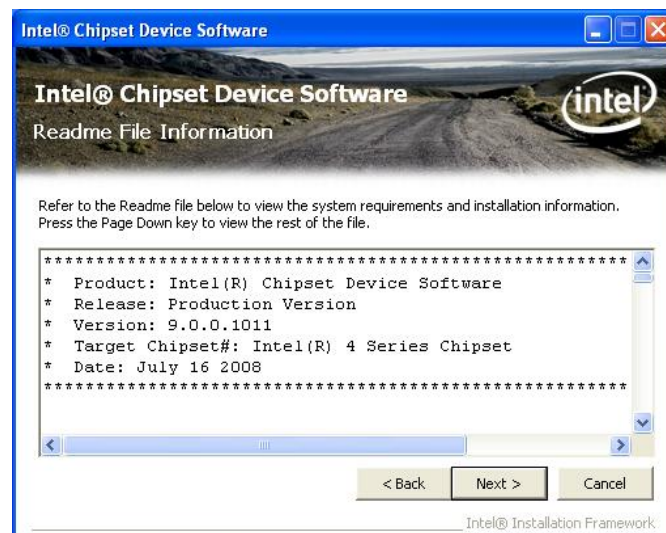 Intel® Chipset Device Software
Intel® Chipset Device Software
intel
Readme File Information
Refer to the Readme file below to view the system requirements and installation information.
Press the Page Down key to view the rest of the file.
********************************************************
* Product: Intel(R) Chipset Device Software
* Release: Production Version
* Version: 9.0.0.1011
* Target Chipset#: Intel(R) 4 Series Chipset
* Date: July 16 2008
********************************************************
< Back Next > Cancel
Intel® Installation Framework